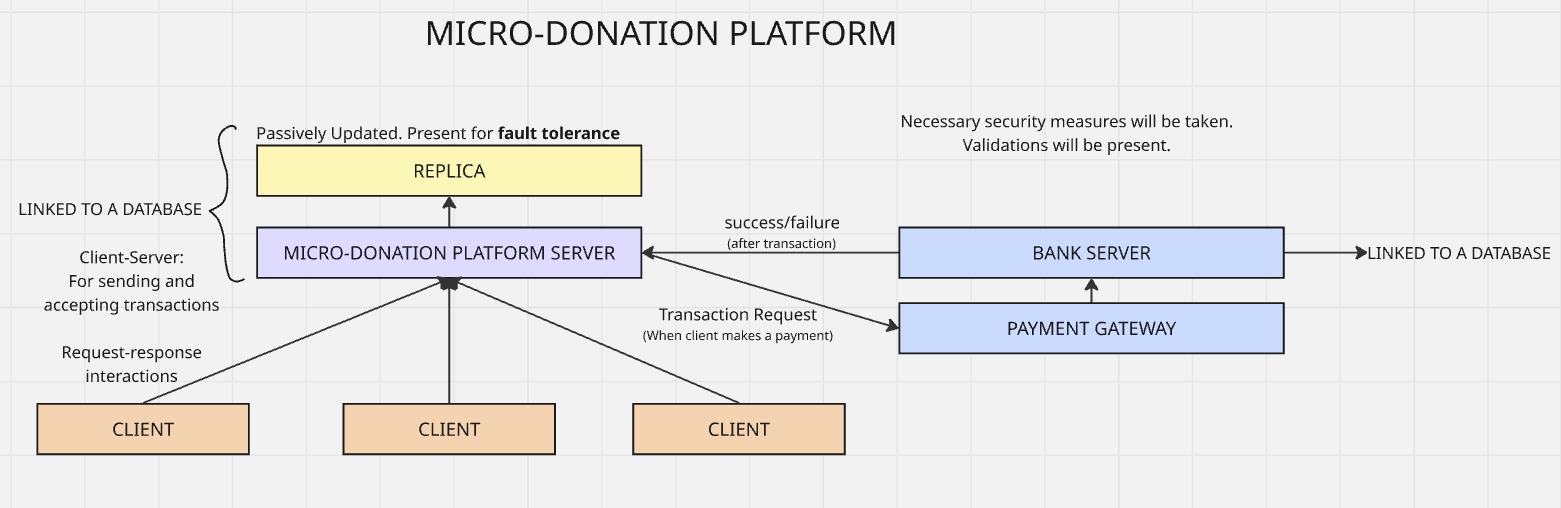 MICRO-DONATION PLATFORM
Necessary security measures will be taken.
Validations will be present.
Passively Updated. Present for fault tolerance
REPLICA
LINKED TO A DATABASE
success/failure
(after transaction)
MICRO-DONATION PLATFORM SERVER
BANK SERVER
LINKED TO A DATABASE
Client-Server:
For sending and
accepting transactions
Transaction Request
(When client makes a payment)
PAYMENT GATEWAY
Request-response
interactions
CLIENT
CLIENT
CLIENT